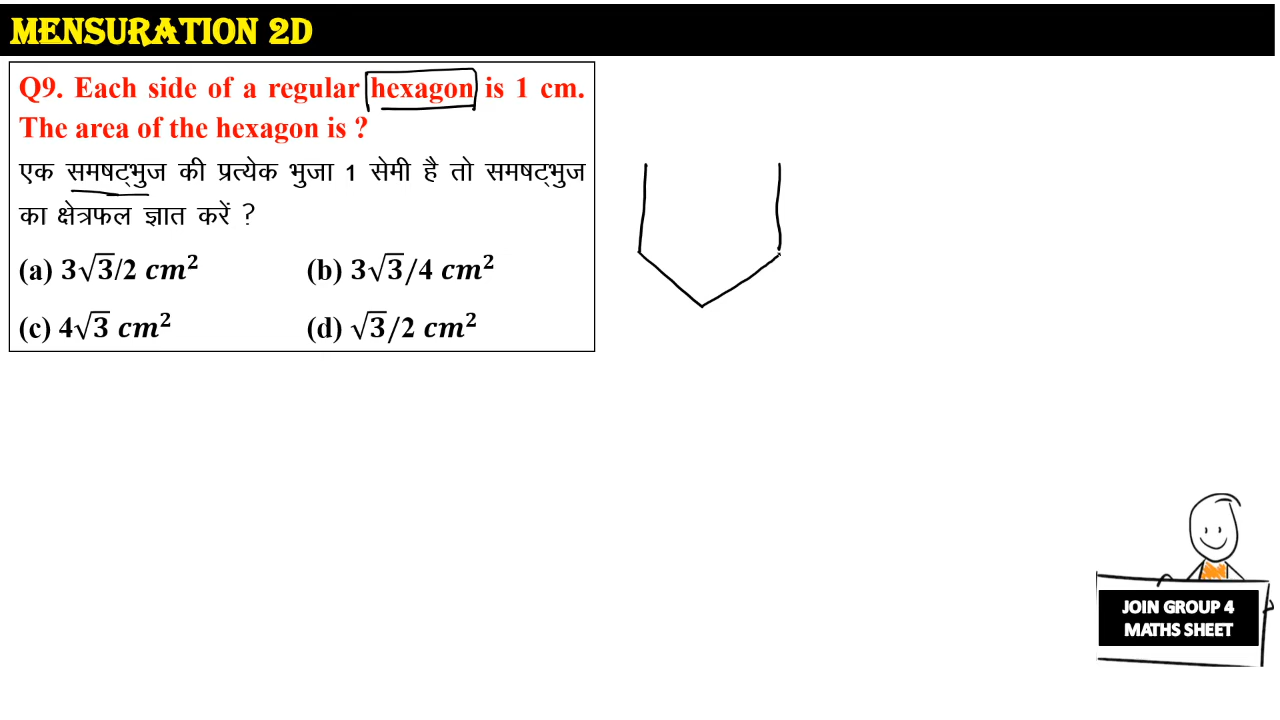 MENSURATION 2D
Q9. Each side of a regular hexagon is 1 cm.
The area of the hexagon is ?
एक समषट्भुज की प्रत्येक भुजा 1 सेमी है तो समषट्भुज
का क्षेत्रफल ज्ञात करें ?
(a) 3√3/2 cm² (b) 3√3/4 cm²
(c) 4√3 cm² (d) √3/2 cm²
JOIN GROUP 4
MATHS SHEET